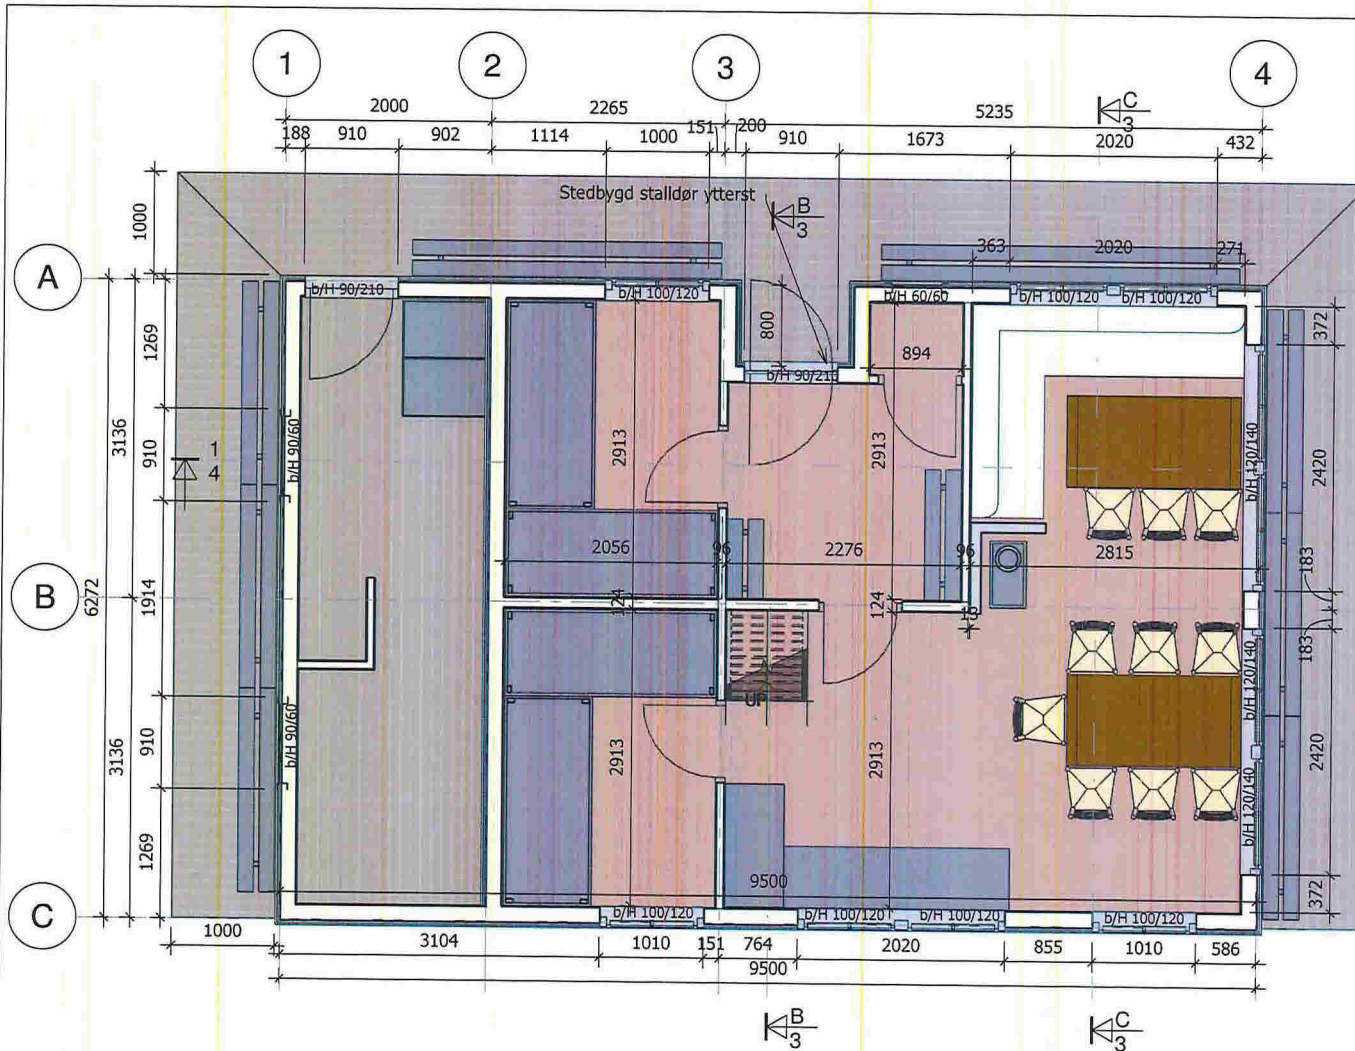 1 2 3 4
2000 2265 5235 C
3
188 910 902 1114 1000 151 200 910 1673 2020 432
Stedbygd stalldør ytterst
B
3
1000
A
363 2020 271
b/H 90/210 b/H 100/120 b/H 60/60 b/H 100/120 b/H 100/120
800
b/H 90/210
894
372
1269
3136
910
1
4
b/H 90/60
2913 2913
b/H 120/140
2420
2056 96 2276 96 2815
183
B
6272
1914
124 124
13
183
UP
b/H 120/140
b/H 90/60
3136
910
2913 2913
2420
b/H 120/140
1269
9500
372
C
b/H 100/120 b/H 100/120 b/H 100/120 b/H 100/120
1000 3104 1010 151 764 2020 855 1010 586
9500
B
3
C
3